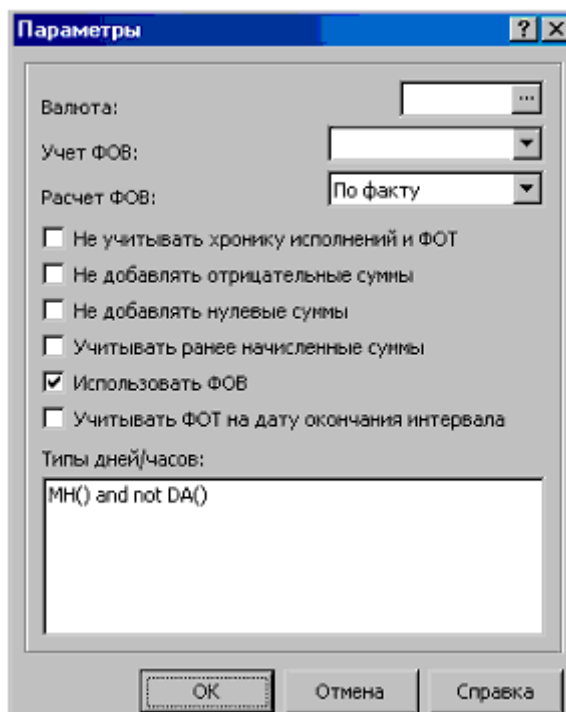 Параметры
Валюта:
Учет ФОВ:
Расчет ФОВ: По факту
Не учитывать хронику исполнений и ФОТ
Не добавлять отрицательные суммы
Не добавлять нулевые суммы
Учитывать ранее начисленные суммы
Использовать ФОВ
Учитывать ФОТ на дату окончания интервала
Типы дней/часов:
MH() and not DA()
ОК Отмена Справка